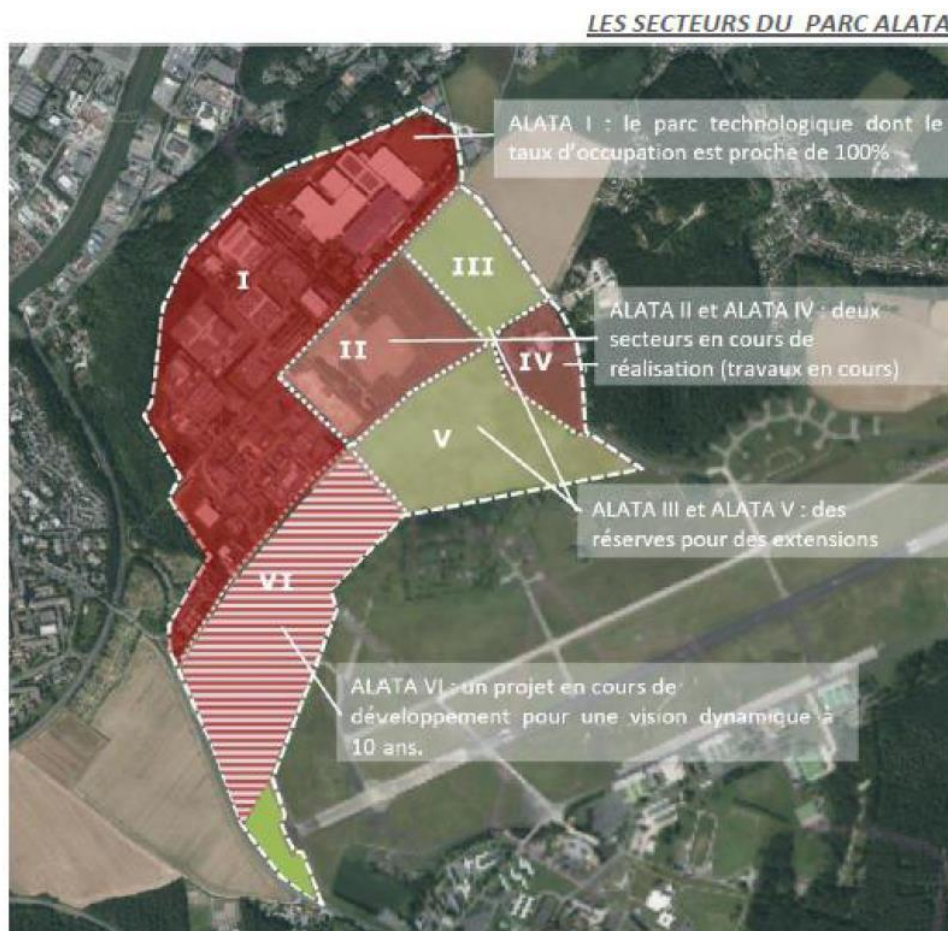 LES SECTEURS DU PARC ALATA
ALATA I : le parc technologique dont le
taux d'occupation est proche de 100%
I
III
ALATA II et ALATA IV : deux
secteurs en cours de
réalisation (travaux en cours)
II
IV
V
ALATA III et ALATA V : des
réserves pour des extensions
VI
ALATA VI : un projet en cours de
développement pour une vision dynamique à
10 ans.